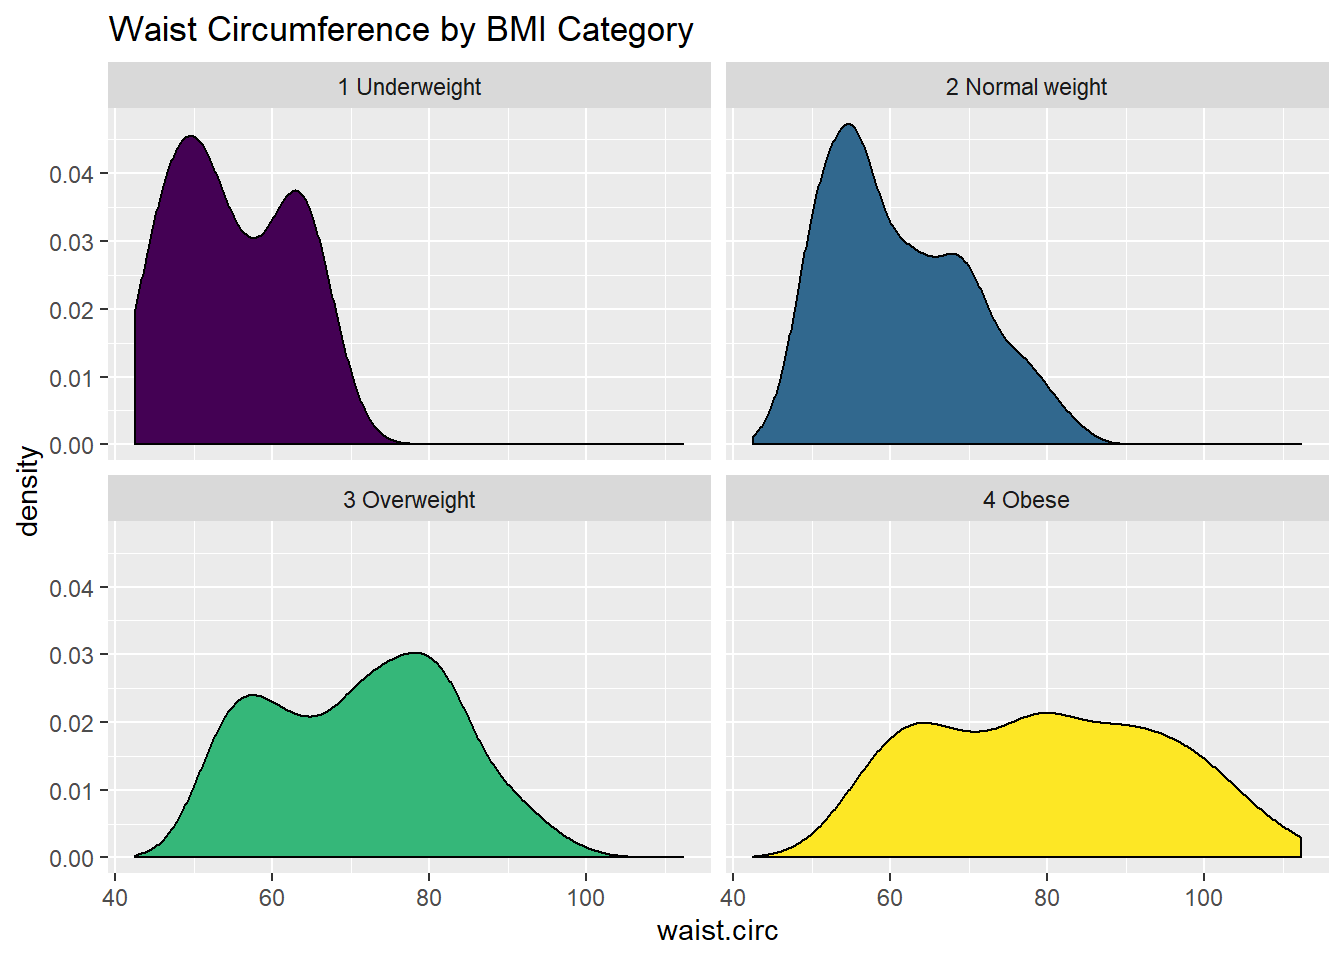 Waist Circumference by BMI Category
1 Underweight
2 Normal weight
0.04
0.03
0.02
0.01
0.00
density
3 Overweight
4 Obese
0.04
0.03
0.02
0.01
0.00
40 60 80 100 40 60 80 100
waist.circ